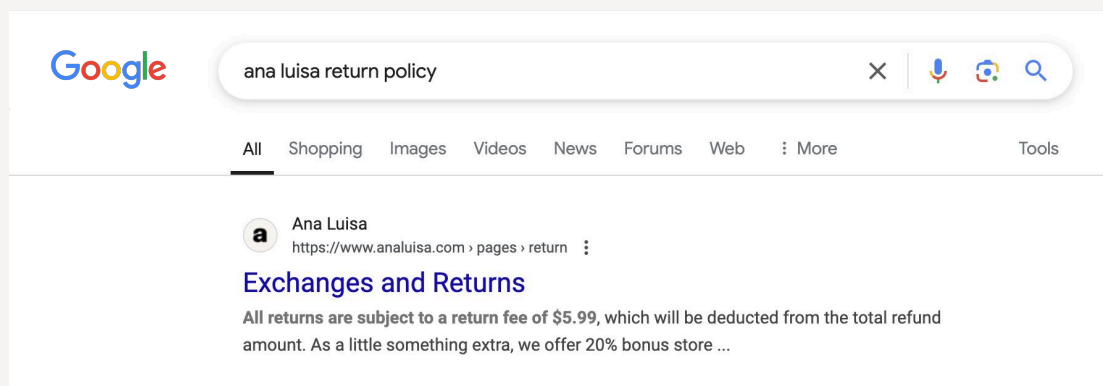 Google
ana luisa return policy
All Shopping Images Videos News Forums Web More Tools
a
Ana Luisa
https://www.analuisa.com › pages › return
Exchanges and Returns
All returns are subject to a return fee of $5.99, which will be deducted from the total refund
amount. As a little something extra, we offer 20% bonus store ...